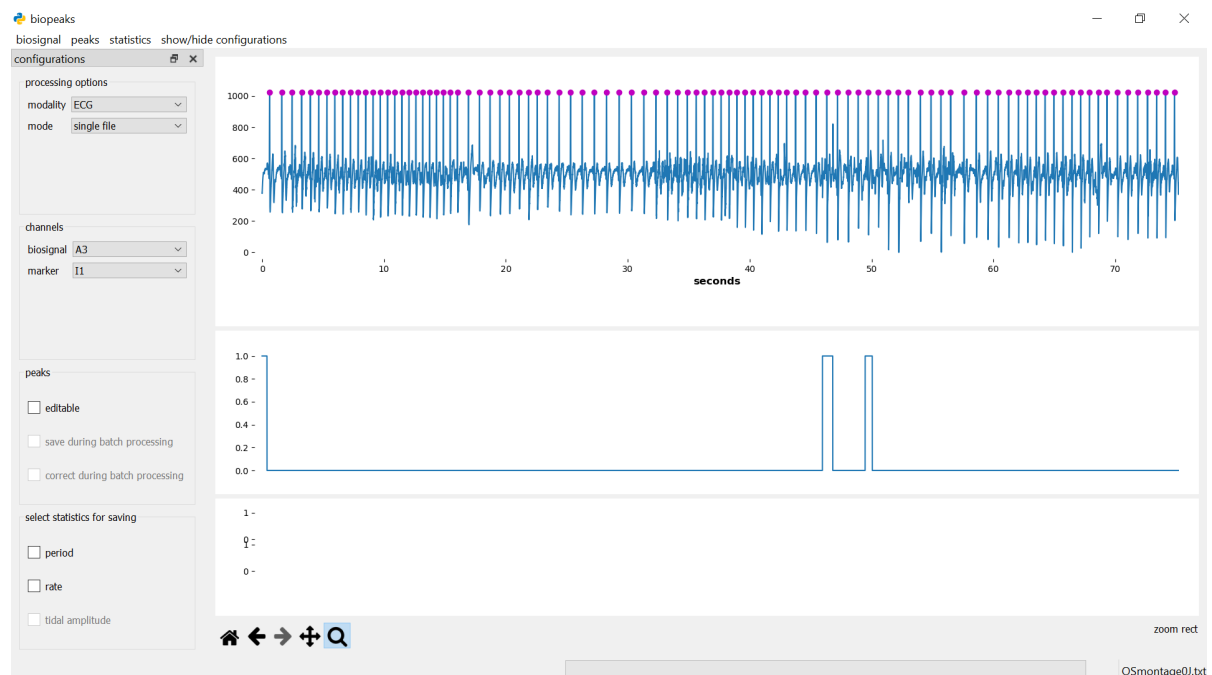 biopeaks
biosignal peaks statistics show/hide configurations
configurations
processing options
modality ECG
mode single file
channels
biosignal A3
marker I1
peaks
editable
save during batch processing
correct during batch processing
select statistics for saving
period
rate
tidal amplitude
1000
800
600
400
200
0
0 10 20 30 40 50 60 70
seconds
1.0
0.8
0.6
0.4
0.2
0.0
1
0
1
0
zoom rect
OSmontage0J.txt